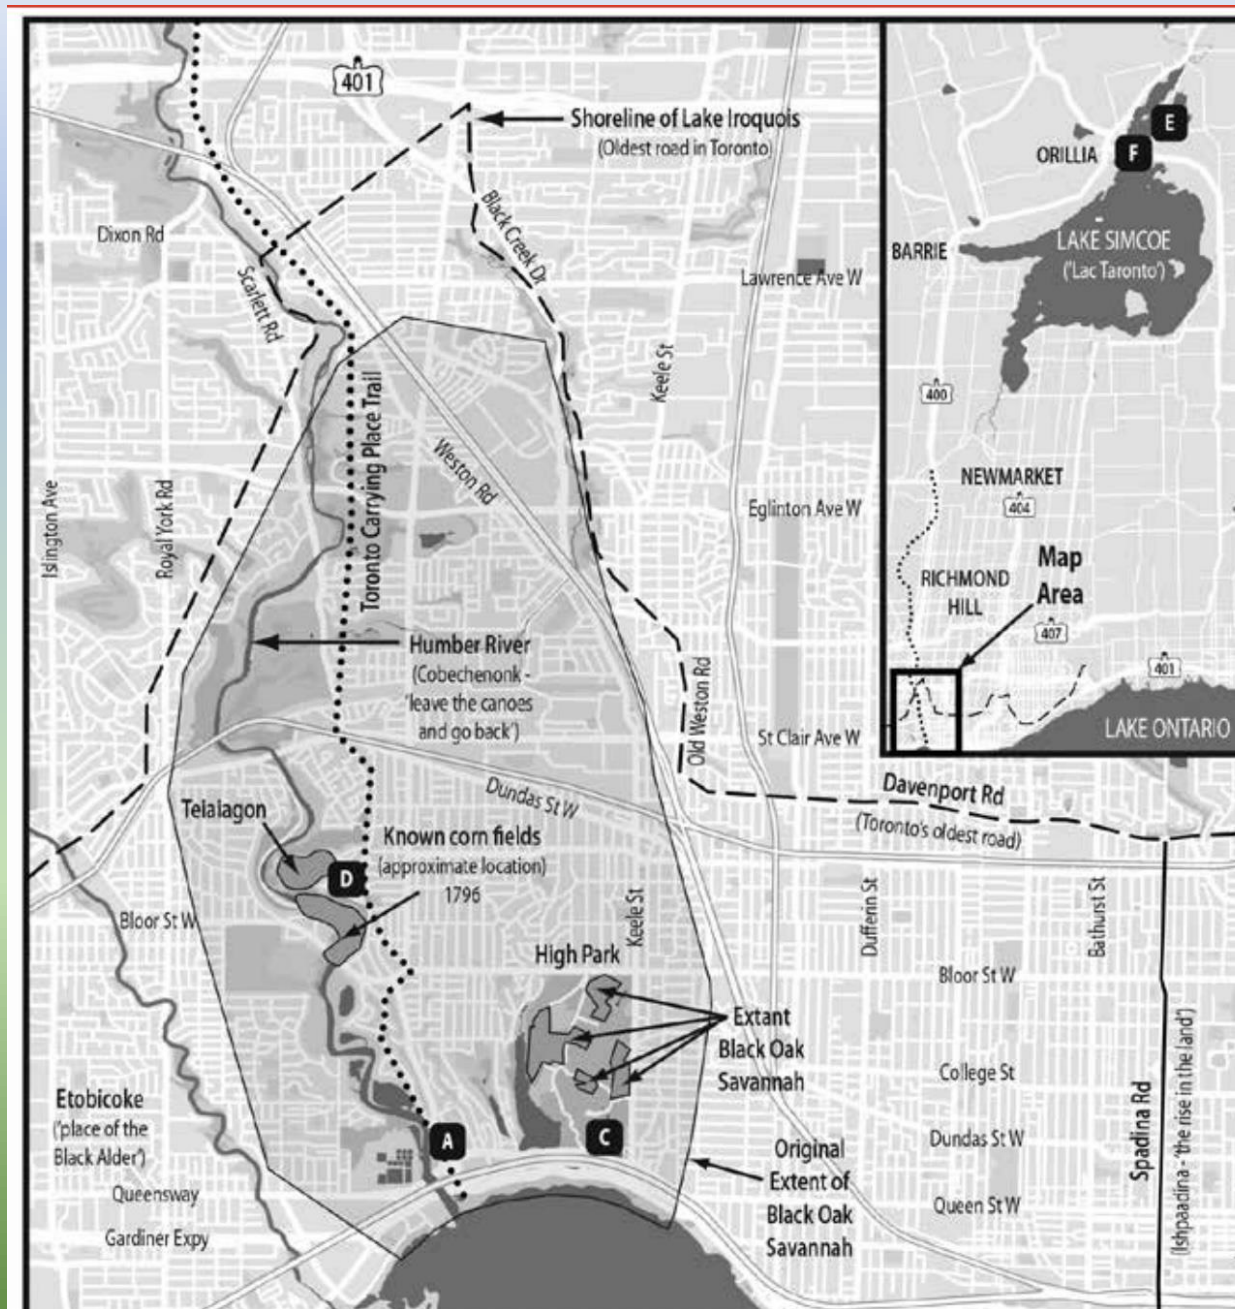 401
Shoreline of Lake Iroquois
(Oldest road in Toronto)
Dixon Rd
Scarlett Rd
Black Creek Dr
Lawrence Ave W
Keele St
Toronto Carrying Place Trail
Weston Rd
Islington Ave
Royal York Rd
Eglinton Ave W
Humber River
(Cobechenonk -
'leave the canoes
and go back')
Old Weston Rd
St Clair Ave W
Dundas St W
Davenport Rd
(Toronto's oldest road)
Teiaiagon
Known corn fields
(approximate location)
1796
D
Bloor St W
Keele St
High Park
Dufferin St
Bathurst St
Bloor St W
Extant
Black Oak
Savannah
College St
Etobicoke
('place of the
Black Alder')
A
C
Original
Extent of
Black Oak
Savannah
Dundas St W
Spadina Rd
(Ishpaadina - 'the rise in the land')
Queensway
Queen St W
Gardiner Expy
E
F
ORILLIA
BARRIE
LAKE SIMCOE
('Lac Taronto')
400
NEWMARKET
404
Map
Area
RICHMOND
HILL
407
401
LAKE ONTARIO